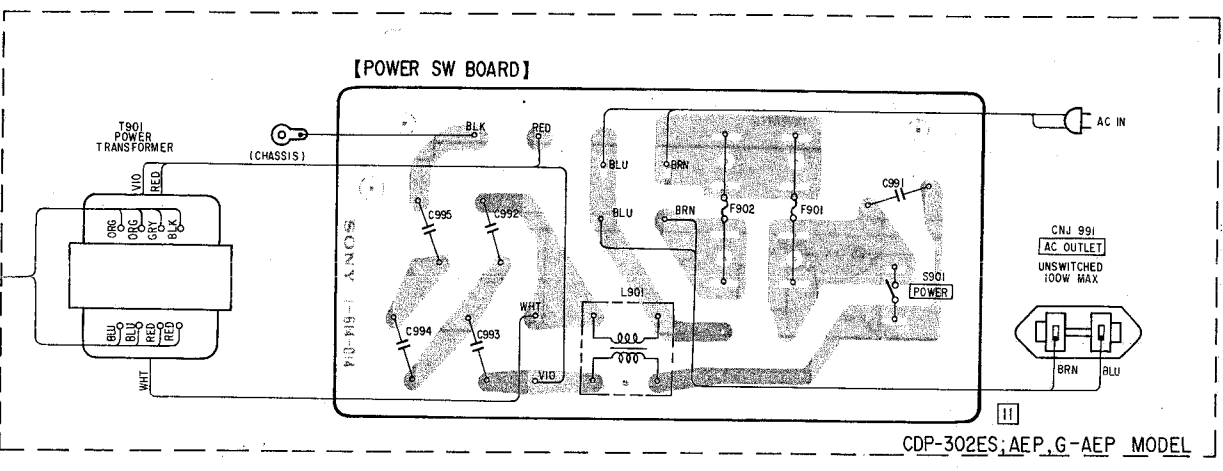 【POWER SW BOARD】
T901
POWER
TRANSFORMER
(CHASSIS)
BLK
RED
BLU
BRN
AC IN
VIO
RED
C991
ORG
ORG
GRY
BLK
C995
C992
BLU
BRN
F902
F901
SONY
CNJ 991
AC OUTLET
UNSWITCHED
100W MAX
S901
POWER
L901
WHT
BLU
BLU
RED
RED
C994
C993
WHT
VIO
BRN
BLU
11
CDP-302ES; AEP, G-AEP MODEL